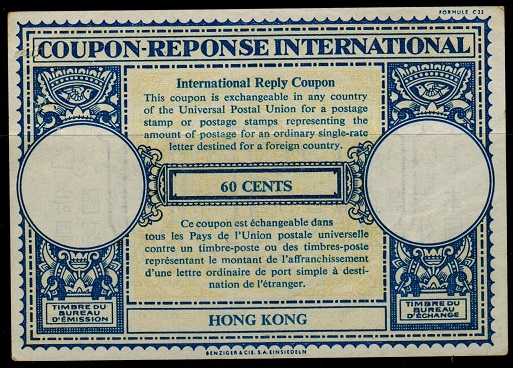 FORMULE C22
COUPON-REPONSE INTERNATIONAL
International Reply Coupon
This coupon is exchangeable in any country
of the Universal Postal Union for a postage
stamp or postage stamps representing the
amount of postage for an ordinary single-rate
letter destined for a foreign country.
60 CENTS
Ce coupon est échangeable dans
tous les Pays de l'Union postale universelle
contre un timbre-poste ou des timbres-poste
représentant le montant de l'affranchissement
d'une lettre ordinaire de port simple à desti-
nation de l'étranger.
TIMBRE DU
BUREAU
D'ÉMISSION
TIMBRE DU
BUREAU
D'ÉCHANGE
HONG KONG
BENZIGER & CIE. S.A. EINSIEDELN